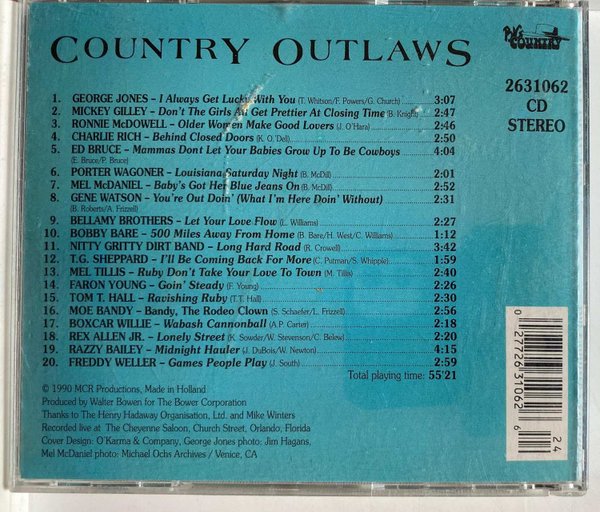 COUNTRY OUTLAWS
COUNTRY
2631062
CD
STEREO
1. GEORGE JONES – I Always Get Lucky With You (T. Whitson/F. Powers/G. Church) 3:07
2. MICKEY GILLEY – Don't The Girls All Get Prettier At Closing Time (B. Knight) 2:47
3. RONNIE McDOWELL – Older Women Make Good Lovers (J. O'Hara) 2:46
4. CHARLIE RICH – Behind Closed Doors (K. O'Del) 2:50
5. ED BRUCE – Mammas Dont Let Your Babies Grow Up To Be Cowboys 4:04
(E. Bruce/P. Bruce)
6. PORTER WAGONER – Louisiana Saturday Night (B. McDill) 2:01
7. MEL McDANIEL – Baby's Got Her Blue Jeans On (B. McDill) 2:52
8. GENE WATSON – You're Out Doin' (What I'm Here Doin' Without) 2:31
(B. Roberts/A. Frizzell)
9. BELLAMY BROTHERS – Let Your Love Flow (L. Williams) 2:27
10. BOBBY BARE – 500 Miles Away From Home (B. Bare/H. West/C. Williams) 1:12
11. NITTY GRITTY DIRT BAND – Long Hard Road (R. Crowell) 3:42
12. T.G. SHEPPARD – I'll Be Coming Back For More (C. Putman/S. Whipple) 1:59
13. MEL TILLIS – Ruby Don't Take Your Love To Town (M. Tillis) 2:40
14. FARON YOUNG – Goin' Steady (F. Young) 2:26
15. TOM T. HALL – Ravishing Ruby (T.T. Hall) 2:30
16. MOE BANDY – Bandy, The Rodeo Clown (S. Schaefer/L. Frizzell) 2:56
17. BOXCAR WILLIE – Wabash Cannonball (A.P. Carter) 2:18
18. REX ALLEN JR. – Lonely Street (K. Sowder/W. Stevenson/C. Belew) 2:20
19. RAZZY BAILEY – Midnight Hauler (J. DuBois/W. Newton) 4:15
20. FREDDY WELLER – Games People Play (J. South) 2:59
Total playing time: 55'21
© 1990 MCR Productions, Made in Holland
Produced by Walter Bowen for The Bower Corporation
Thanks to The Henry Hadaway Organisation, Ltd. and Mike Winters
Recorded live at The Cheyenne Saloon, Church Street, Orlando, Florida
Cover Design: O'Karma & Company, George Jones photo: Jim Hagans,
Mel McDaniel photo: Michael Ochs Archives / Venice, CA
0 27726 31062 6
24